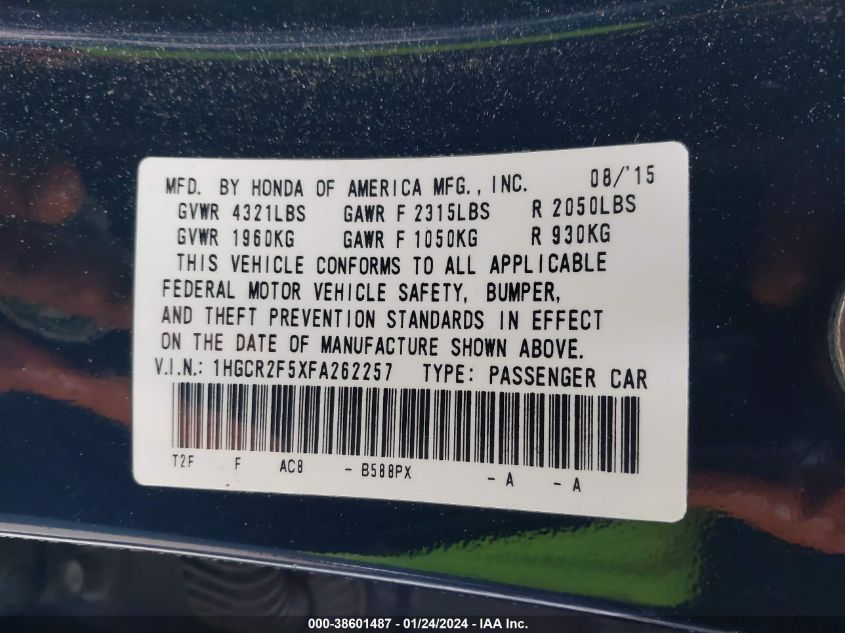 MFD. BY HONDA OF AMERICA MFG., INC. 08/'15
GVWR 4321LBS GAWR F 2315LBS R 2050LBS
GVWR 1960KG GAWR F 1050KG R 930KG
THIS VEHICLE CONFORMS TO ALL APPLICABLE
FEDERAL MOTOR VEHICLE SAFETY, BUMPER,
AND THEFT PREVENTION STANDARDS IN EFFECT
ON THE DATE OF MANUFACTURE SHOWN ABOVE.
V.I.N.: 1HGCR2F5XFA262257 TYPE: PASSENGER CAR
T2F F AC8 - B588PX - A - A
000-38601487 - 01/24/2024 - IAA Inc.